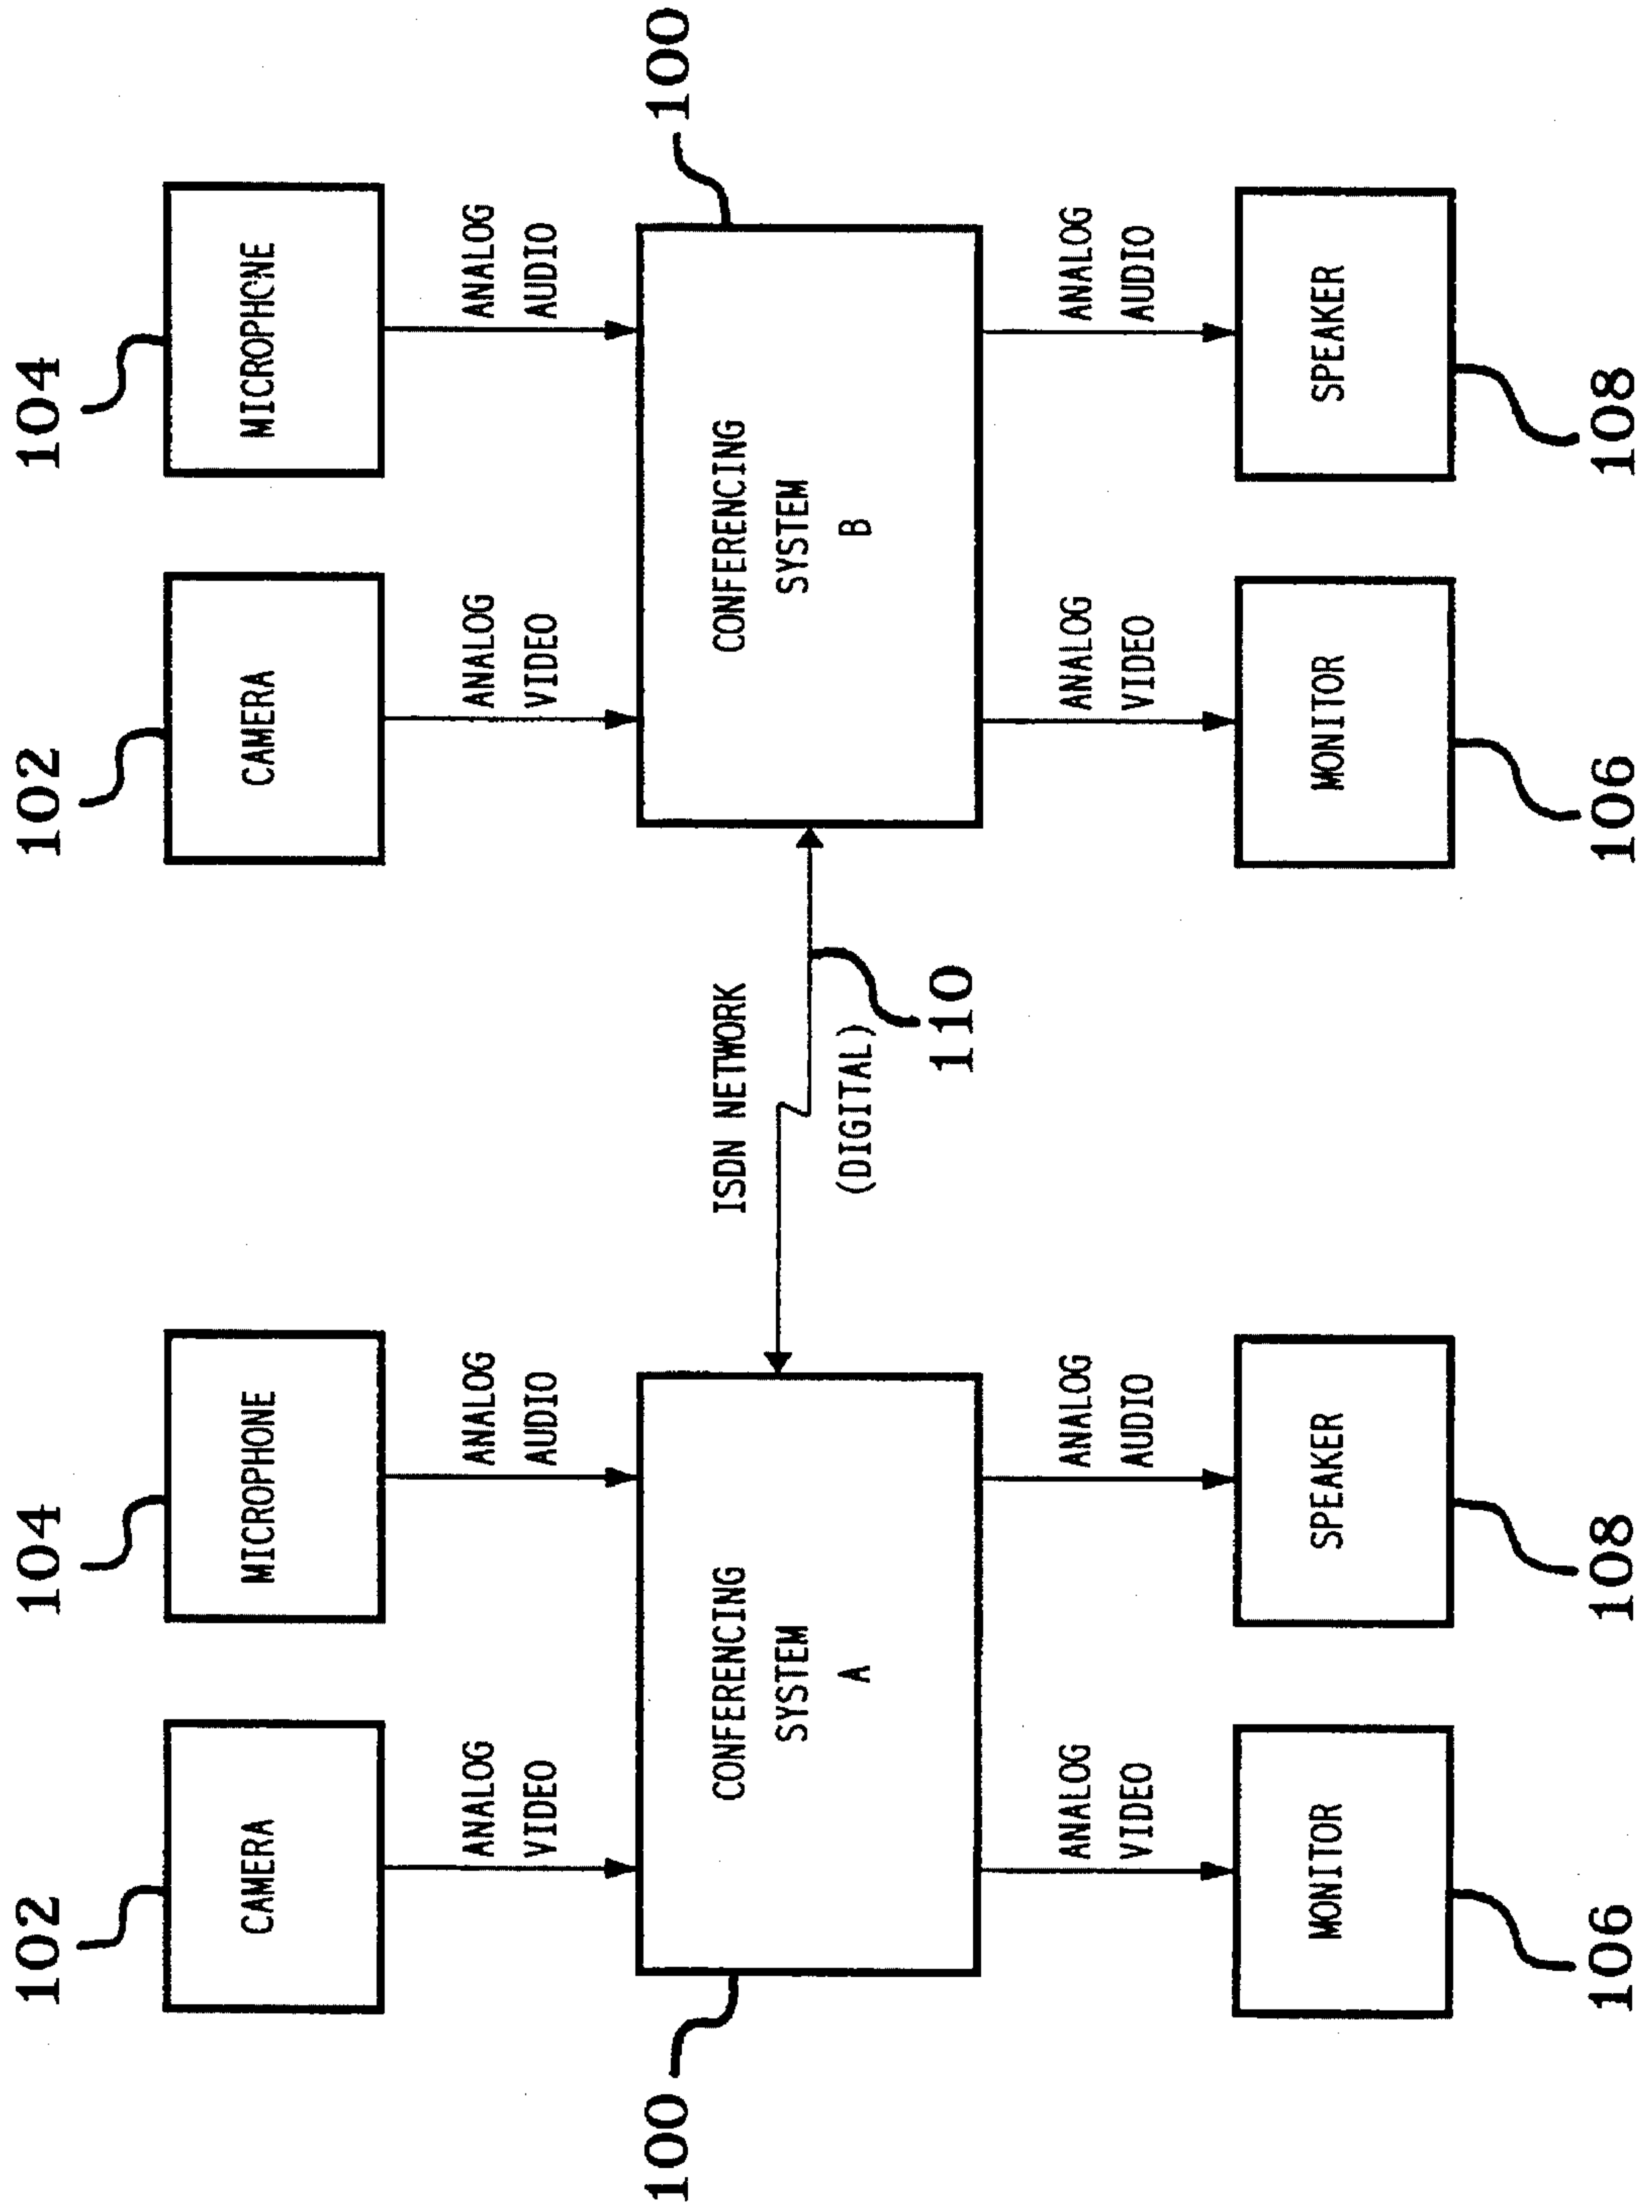 102
104
102
104
CAMERA
MICROPHONE
CAMERA
MICROPHONE
ANALOG
VIDEO
ANALOG
AUDIO
ANALOG
VIDEO
ANALOG
AUDIO
100
CONFERENCING
SYSTEM
A
ISDN NETWORK
(DIGITAL)
110
CONFERENCING
SYSTEM
B
100
ANALOG
VIDEO
ANALOG
AUDIO
ANALOG
VIDEO
ANALOG
AUDIO
MONITOR
SPEAKER
MONITOR
SPEAKER
106
108
106
108